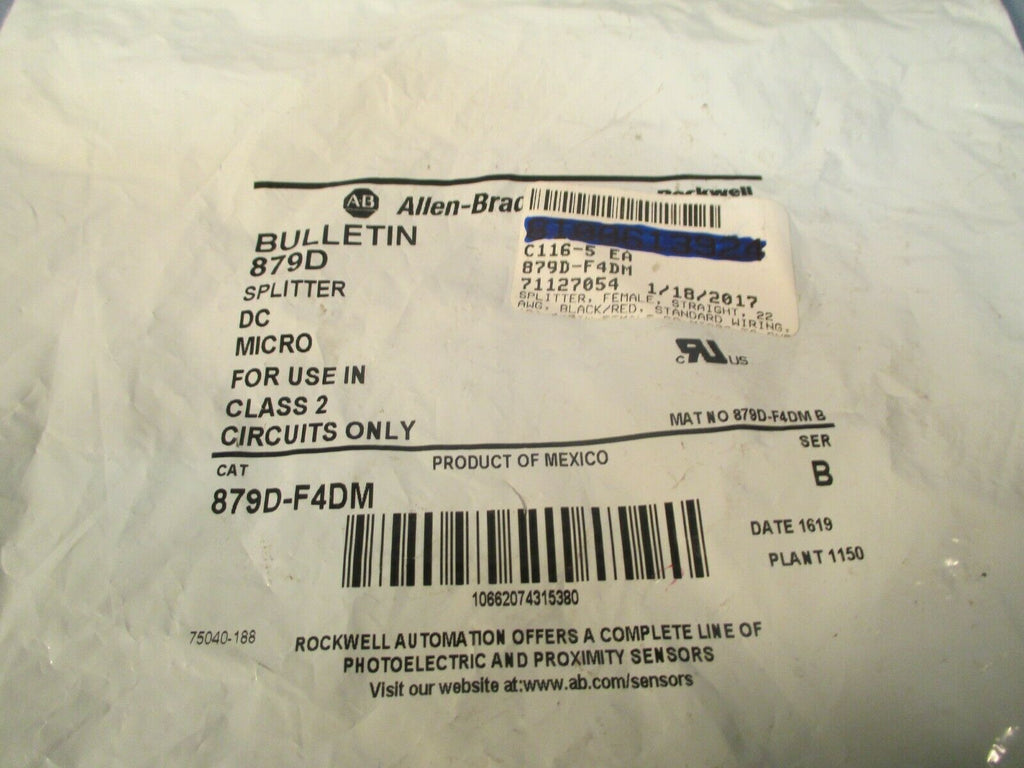 AB Allen-Brad
Rockwell
BULLETIN
879D
SPLITTER
DC
MICRO
FOR USE IN
CLASS 2
CIRCUITS ONLY
C116-5 EA
879D-F4DM
71127054 1/18/2017
SPLITTER, FEMALE, STRAIGHT, 22
AWG, BLACK/RED, STANDARD WIRING,
c RU US
MAT NO 879D-F4DM B
CAT
PRODUCT OF MEXICO
SER
879D-F4DM
B
DATE 1619
PLANT 1150
10662074315380
75040-188
ROCKWELL AUTOMATION OFFERS A COMPLETE LINE OF
PHOTOELECTRIC AND PROXIMITY SENSORS
Visit our website at:www.ab.com/sensors